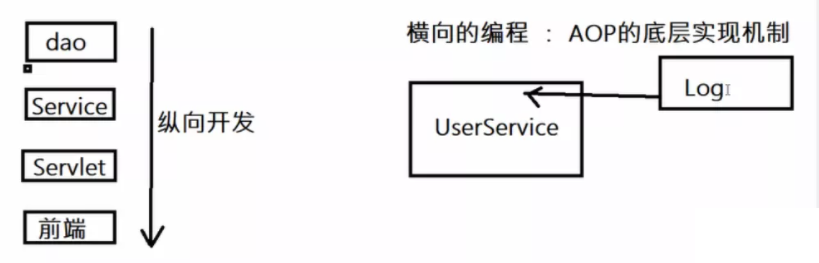 dao
Service
Servlet
前端
纵向开发
横向的编程 : AOP的底层实现机制
Log
UserService